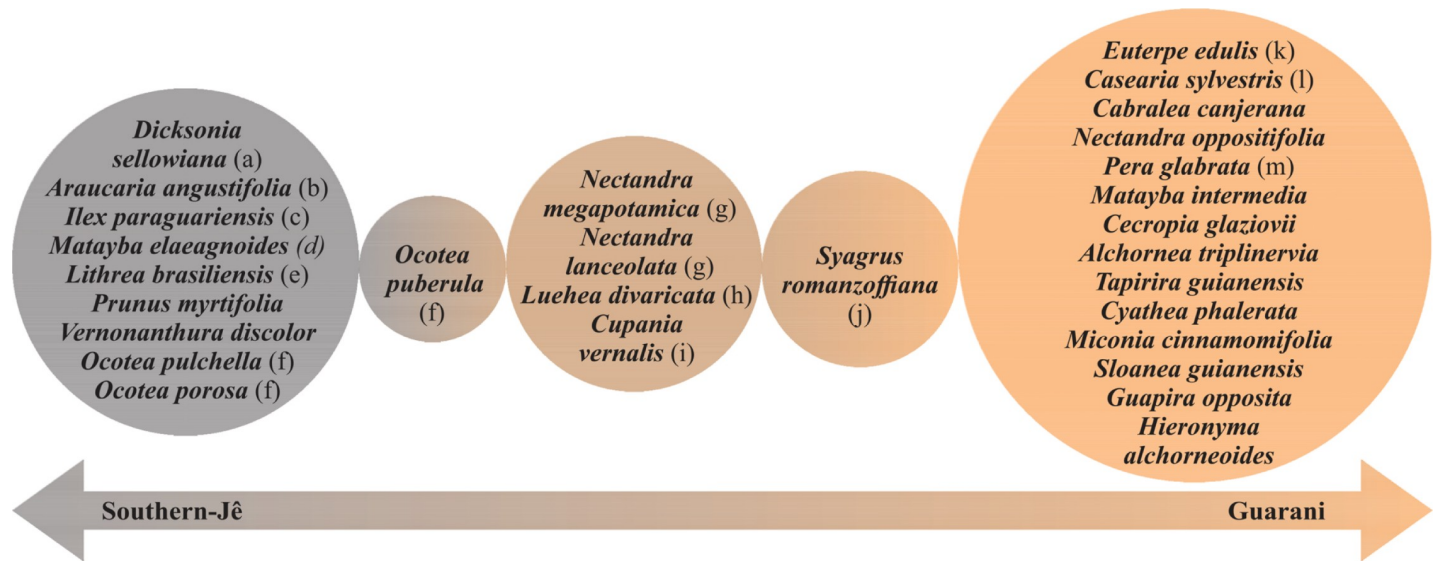 Dicksonia
sellowiana (a)
Araucaria angustifolia (b)
Ilex paraguariensis (c)
Matayba elaeagnoides (d)
Lithrea brasiliensis (e)
Prunus myrtifolia
Vernonanthura discolor
Ocotea pulchella (f)
Ocotea porosa (f)
Ocotea
puberula
(f)
Nectandra
megapotamica (g)
Nectandra
lanceolata (g)
Luehea divaricata (h)
Cupania
vernalis (i)
Syagrus
romanzoffiana
(j)
Euterpe edulis (k)
Casearia sylvestris (l)
Cabralea canjerana
Nectandra oppositifolia
Pera glabrata (m)
Matayba intermedia
Cecropia glaziovii
Alchornea triplinervia
Tapirira guianensis
Cyathea phalerata
Miconia cinnamomifolia
Sloanea guianensis
Guapira opposita
Hieronyma
alchorneoides
Southern-Jê
Guarani